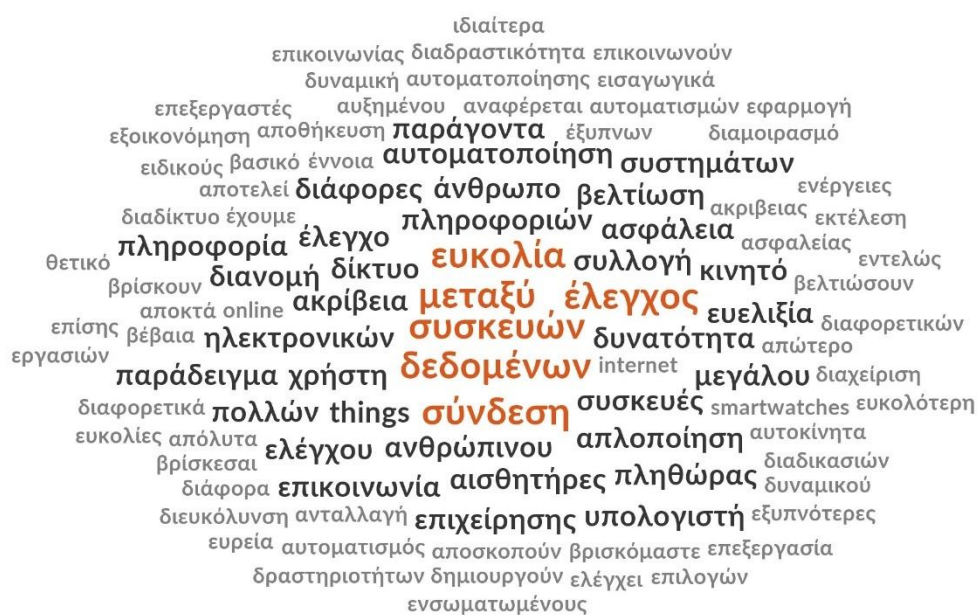 ιδιαίτερα
επικοινωνίας διαδραστικότητα επικοινωνούν
δυναμική αυτοματοποίησης εισαγωγικά
επεξεργαστές αυξημένου αναφέρεται αυτοματισμών εφαρμογή
εξοικονόμηση αποθήκευση παράγοντα έξυπνων διαμοιρασμό
ειδικούς βασικό έννοια αυτοματοποίηση συστημάτων
αποτελεί διάφορες άνθρωπο βελτίωση ενέργειες
διαδίκτυο έχουμε πληροφοριών ασφάλεια ακριβειας εκτέλεση
πληροφορία έλεγχο ευκολία συλλογή ασφαλείας
θετικό διανομή δίκτυο κινητό εντελώς
βρίσκουν ακρίβεια μεταξύ έλεγχος ευελιξία βελτιώσουν
αποκτά online
επίσης βέβαια ηλεκτρονικών συσκευών δυνατότητα διαφορετικών
εργασιών δεδομένων internet απώτερο
παράδειγμα χρήστη μεγάλου διαχείριση
διαφορετικά πολλών things σύνδεση συσκευές smartwatches ευκολότερη
ευκολίες απόλυτα ελέγχου ανθρώπινου απλοποίηση αυτοκίνητα
βρίσκεσαι αισθητήρες πληθώρας διαδικασιών
διάφορα επικοινωνία δυναμικού
διευκόλυνση ανταλλαγή επιχείρησης υπολογιστή εξυπνότερες
ευρεία αυτοματισμός αποσκοπούν βρισκόμαστε επεξεργασία
δραστηριοτήτων δημιουργούν ελέγχει επιλογών
ενσωματωμένους